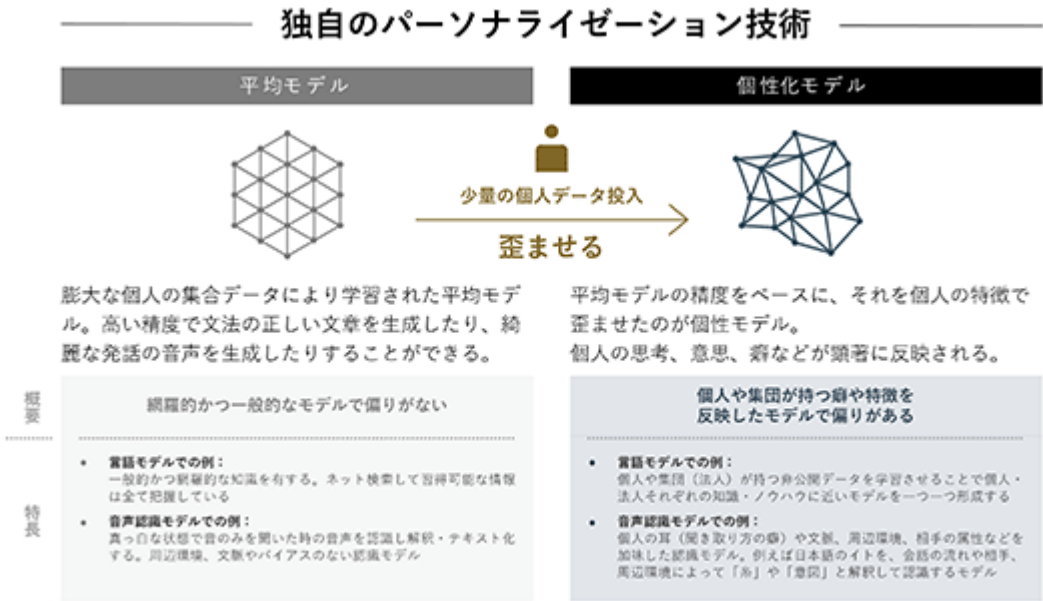 独自のパーソナライゼーション技術
平均モデル
個性化モデル
少量の個人データ投入
歪ませる
膨大な個人の集合データにより学習された平均モデ
ル。高い精度で文法の正しい文章を生成したり、綺
麗な発話の音声を生成したりすることができる。
平均モデルの精度をベースに、それを個人の特徴で
歪ませたのが個性モデル。
個人の思考、意思、癖などが顕著に反映される。
概要
網羅的かつ一般的なモデルで偏りがない
個人や集団が持つ癖や特徴を
反映したモデルで偏りがある
特長
• 言語モデルでの例：
一般的かつ網羅的な知識を有する。ネット検索して習得可能な情報
は全て把握している
• 音声認識モデルでの例：
真っ白な状態で音のみを聞いた時の音声を認識し解釈・テキスト化
する。周辺環境、文脈やバイアスのない認識モデル
• 言語モデルでの例：
個人や集団（法人）が持つ非公開データを学習させることで個人・
法人それぞれの知識・ノウハウに近いモデルを一つ一つ形成する
• 音声認識モデルでの例：
個人の耳（聞き取り方の癖）や文脈、周辺環境、相手の属性などを
加味した認識モデル。例えば日本語のイトを、会話の流れや相手、
周辺環境によって「糸」や「意図」と解釈して認識するモデル